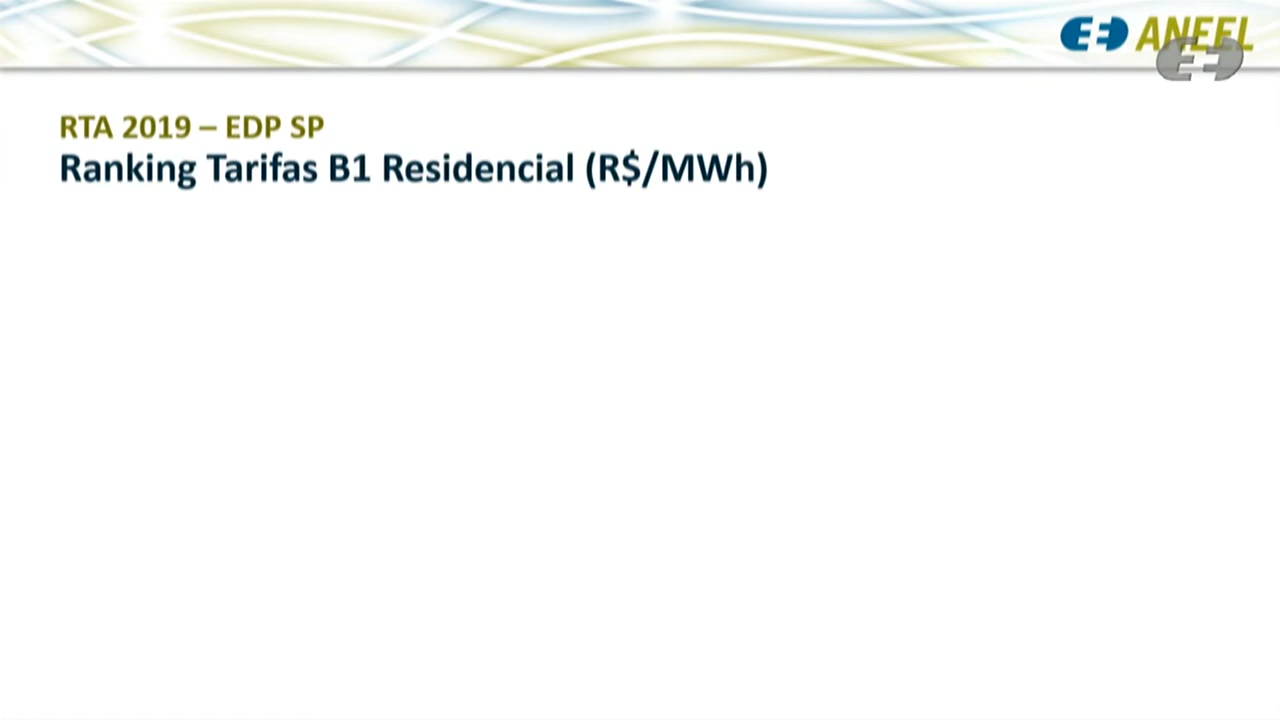 ANEEL
RTA 2019 – EDP SP
Ranking Tarifas B1 Residencial (R$/MWh)